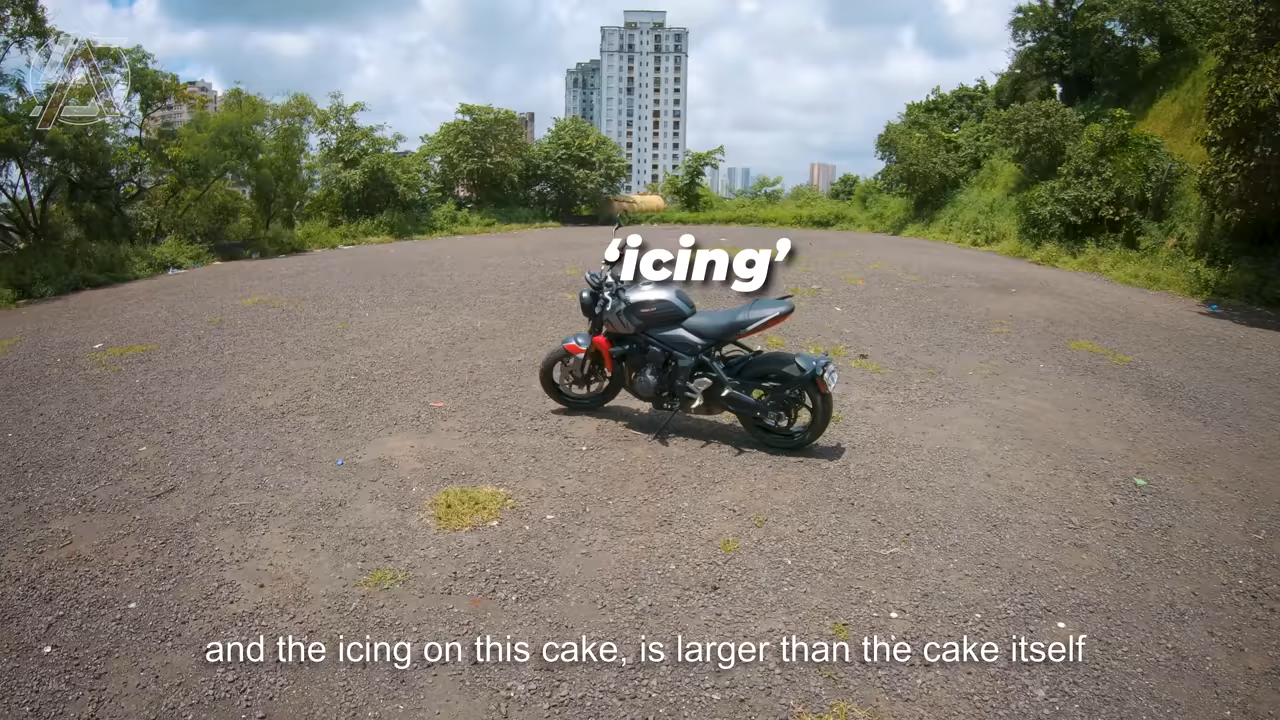 ‘icing’
and the icing on this cake, is larger than the cake itself